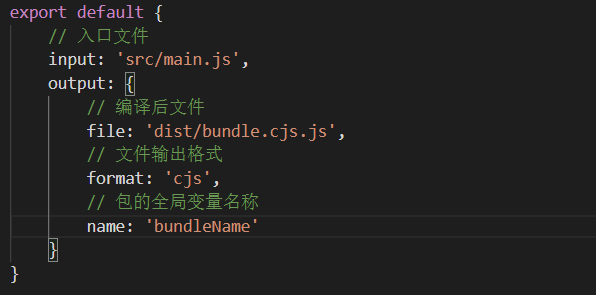 export default {
    // 入口文件
    input: 'src/main.js',
    output: {
        // 编译后文件
        file: 'dist/bundle.cjs.js',
        // 文件输出格式
        format: 'cjs',
        // 包的全局变量名称
        name: 'bundleName'
    }
}